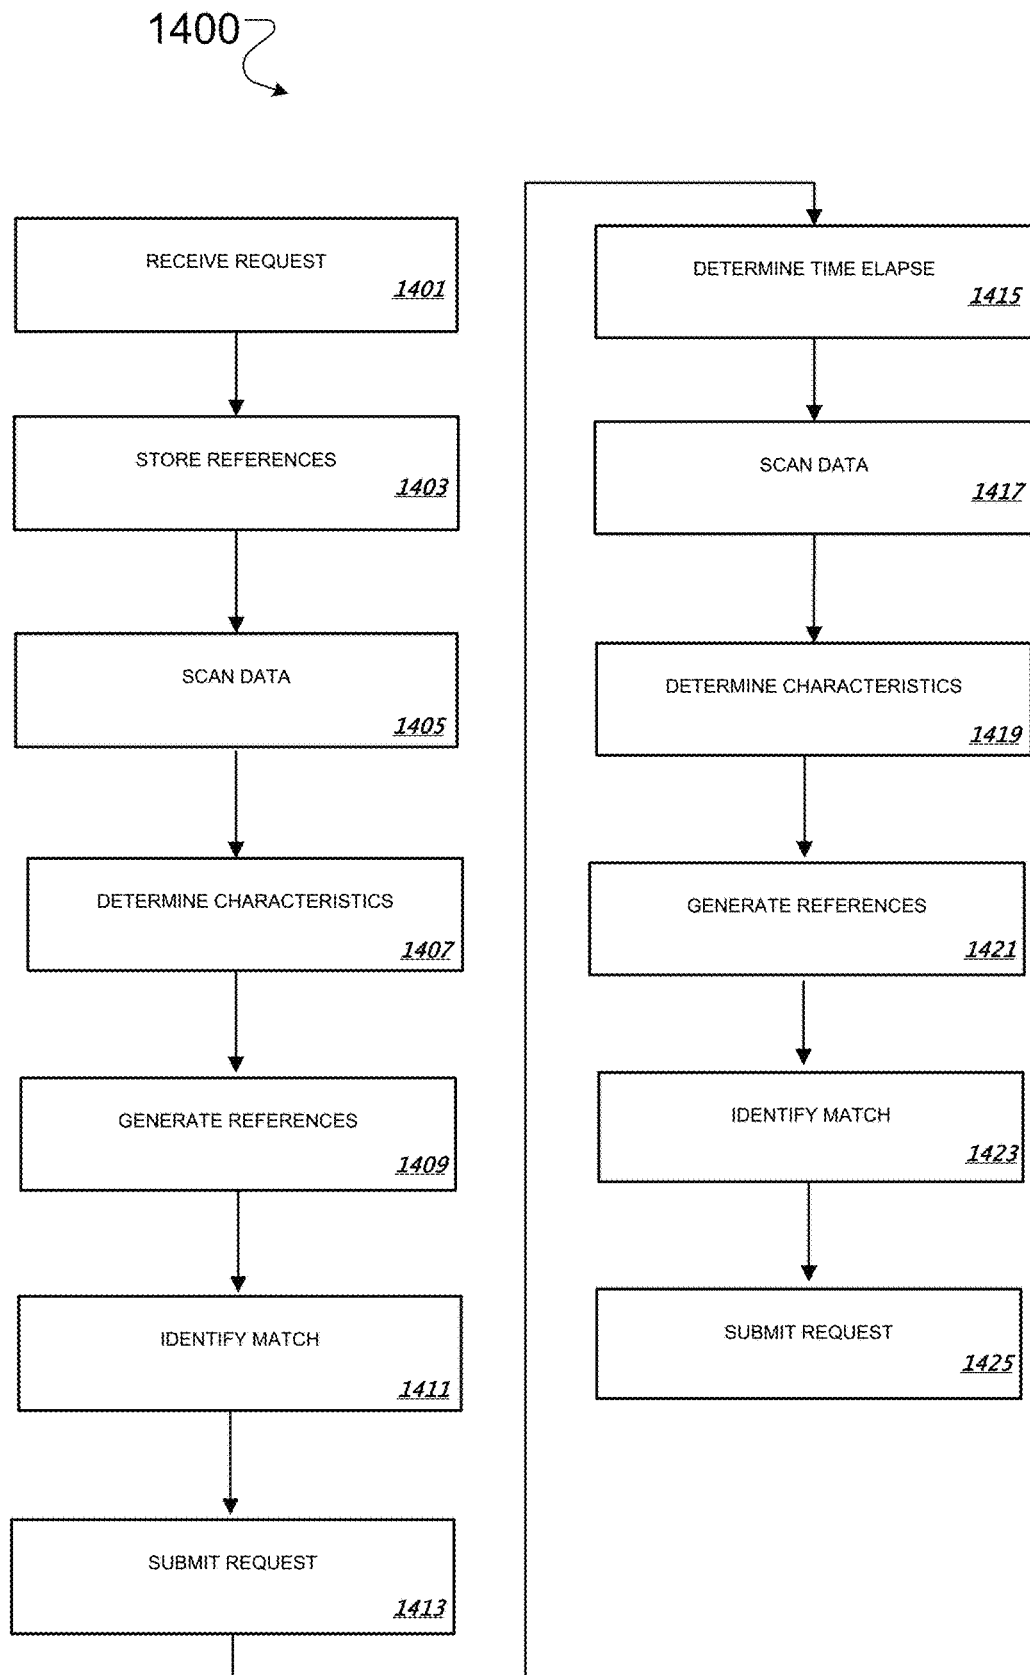 1400
RECEIVE REQUEST
1401
STORE REFERENCES
1403
SCAN DATA
1405
DETERMINE CHARACTERISTICS
1407
GENERATE REFERENCES
1409
IDENTIFY MATCH
1411
SUBMIT REQUEST
1413
DETERMINE TIME ELAPSE
1415
SCAN DATA
1417
DETERMINE CHARACTERISTICS
1419
GENERATE REFERENCES
1421
IDENTIFY MATCH
1423
SUBMIT REQUEST
1425